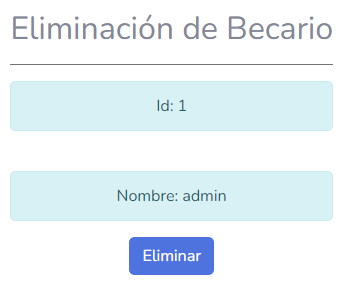 Eliminación de Becario
Id: 1
Nombre: admin
Eliminar